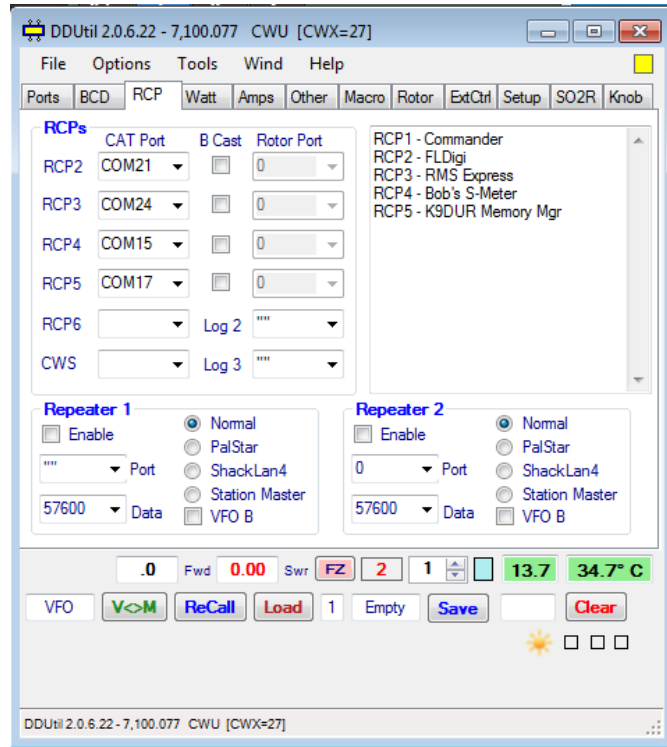 DDUtil 2.0.6.22 - 7,100.077 CWU [CWX=27]
File Options Tools Wind Help
Ports BCD RCP Watt Amps Other Macro Rotor ExtCtrl Setup SO2R Knob
RCPs
CAT Port B Cast Rotor Port
RCP2 COM21 0
RCP3 COM24 0
RCP4 COM15 0
RCP5 COM17 0
RCP6 Log 2 ""
CWS Log 3 ""
RCP1 - Commander
RCP2 - FLDigi
RCP3 - RMS Express
RCP4 - Bob's S-Meter
RCP5 - K9DUR Memory Mgr
Repeater 1
Enable
"" Port
57600 Data
Normal
PalStar
ShackLan4
Station Master
VFO B
Repeater 2
Enable
0 Port
57600 Data
Normal
PalStar
ShackLan4
Station Master
VFO B
.0 Fwd 0.00 Swr FZ 2 1 13.7 34.7° C
VFO V<>M ReCall Load 1 Empty Save Clear
DDUtil 2.0.6.22 - 7,100.077 CWU [CWX=27]